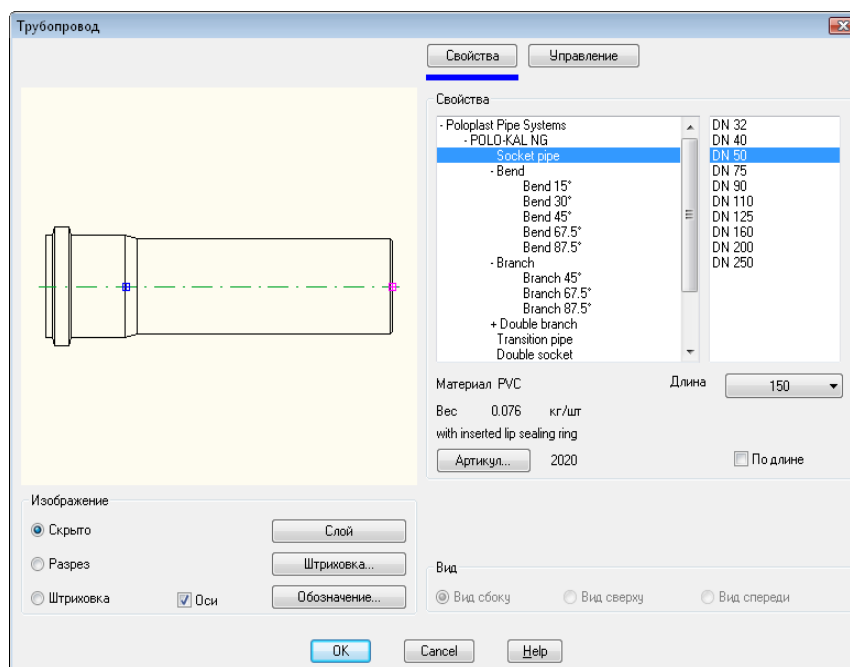 Трубопровод
Свойства
Управление
Свойства
- Poloplast Pipe Systems
- POLO-KAL NG
Socket pipe
- Bend
Bend 15°
Bend 30°
Bend 45°
Bend 67.5°
Bend 87.5°
- Branch
Branch 45°
Branch 67.5°
Branch 87.5°
+ Double branch
Transition pipe
Double socket
DN 32
DN 40
DN 50
DN 75
DN 90
DN 110
DN 125
DN 160
DN 200
DN 250
Материал PVC
Длина
150
Вес 0.076 кг/шт
with inserted lip sealing ring
Артикул... 2020
По длине
Изображение
Скрыто
Слой
Разрез
Штриховка...
Штриховка
Оси
Обозначение...
Вид
Вид сбоку
Вид сверху
Вид спереди
OK
Cancel
Help